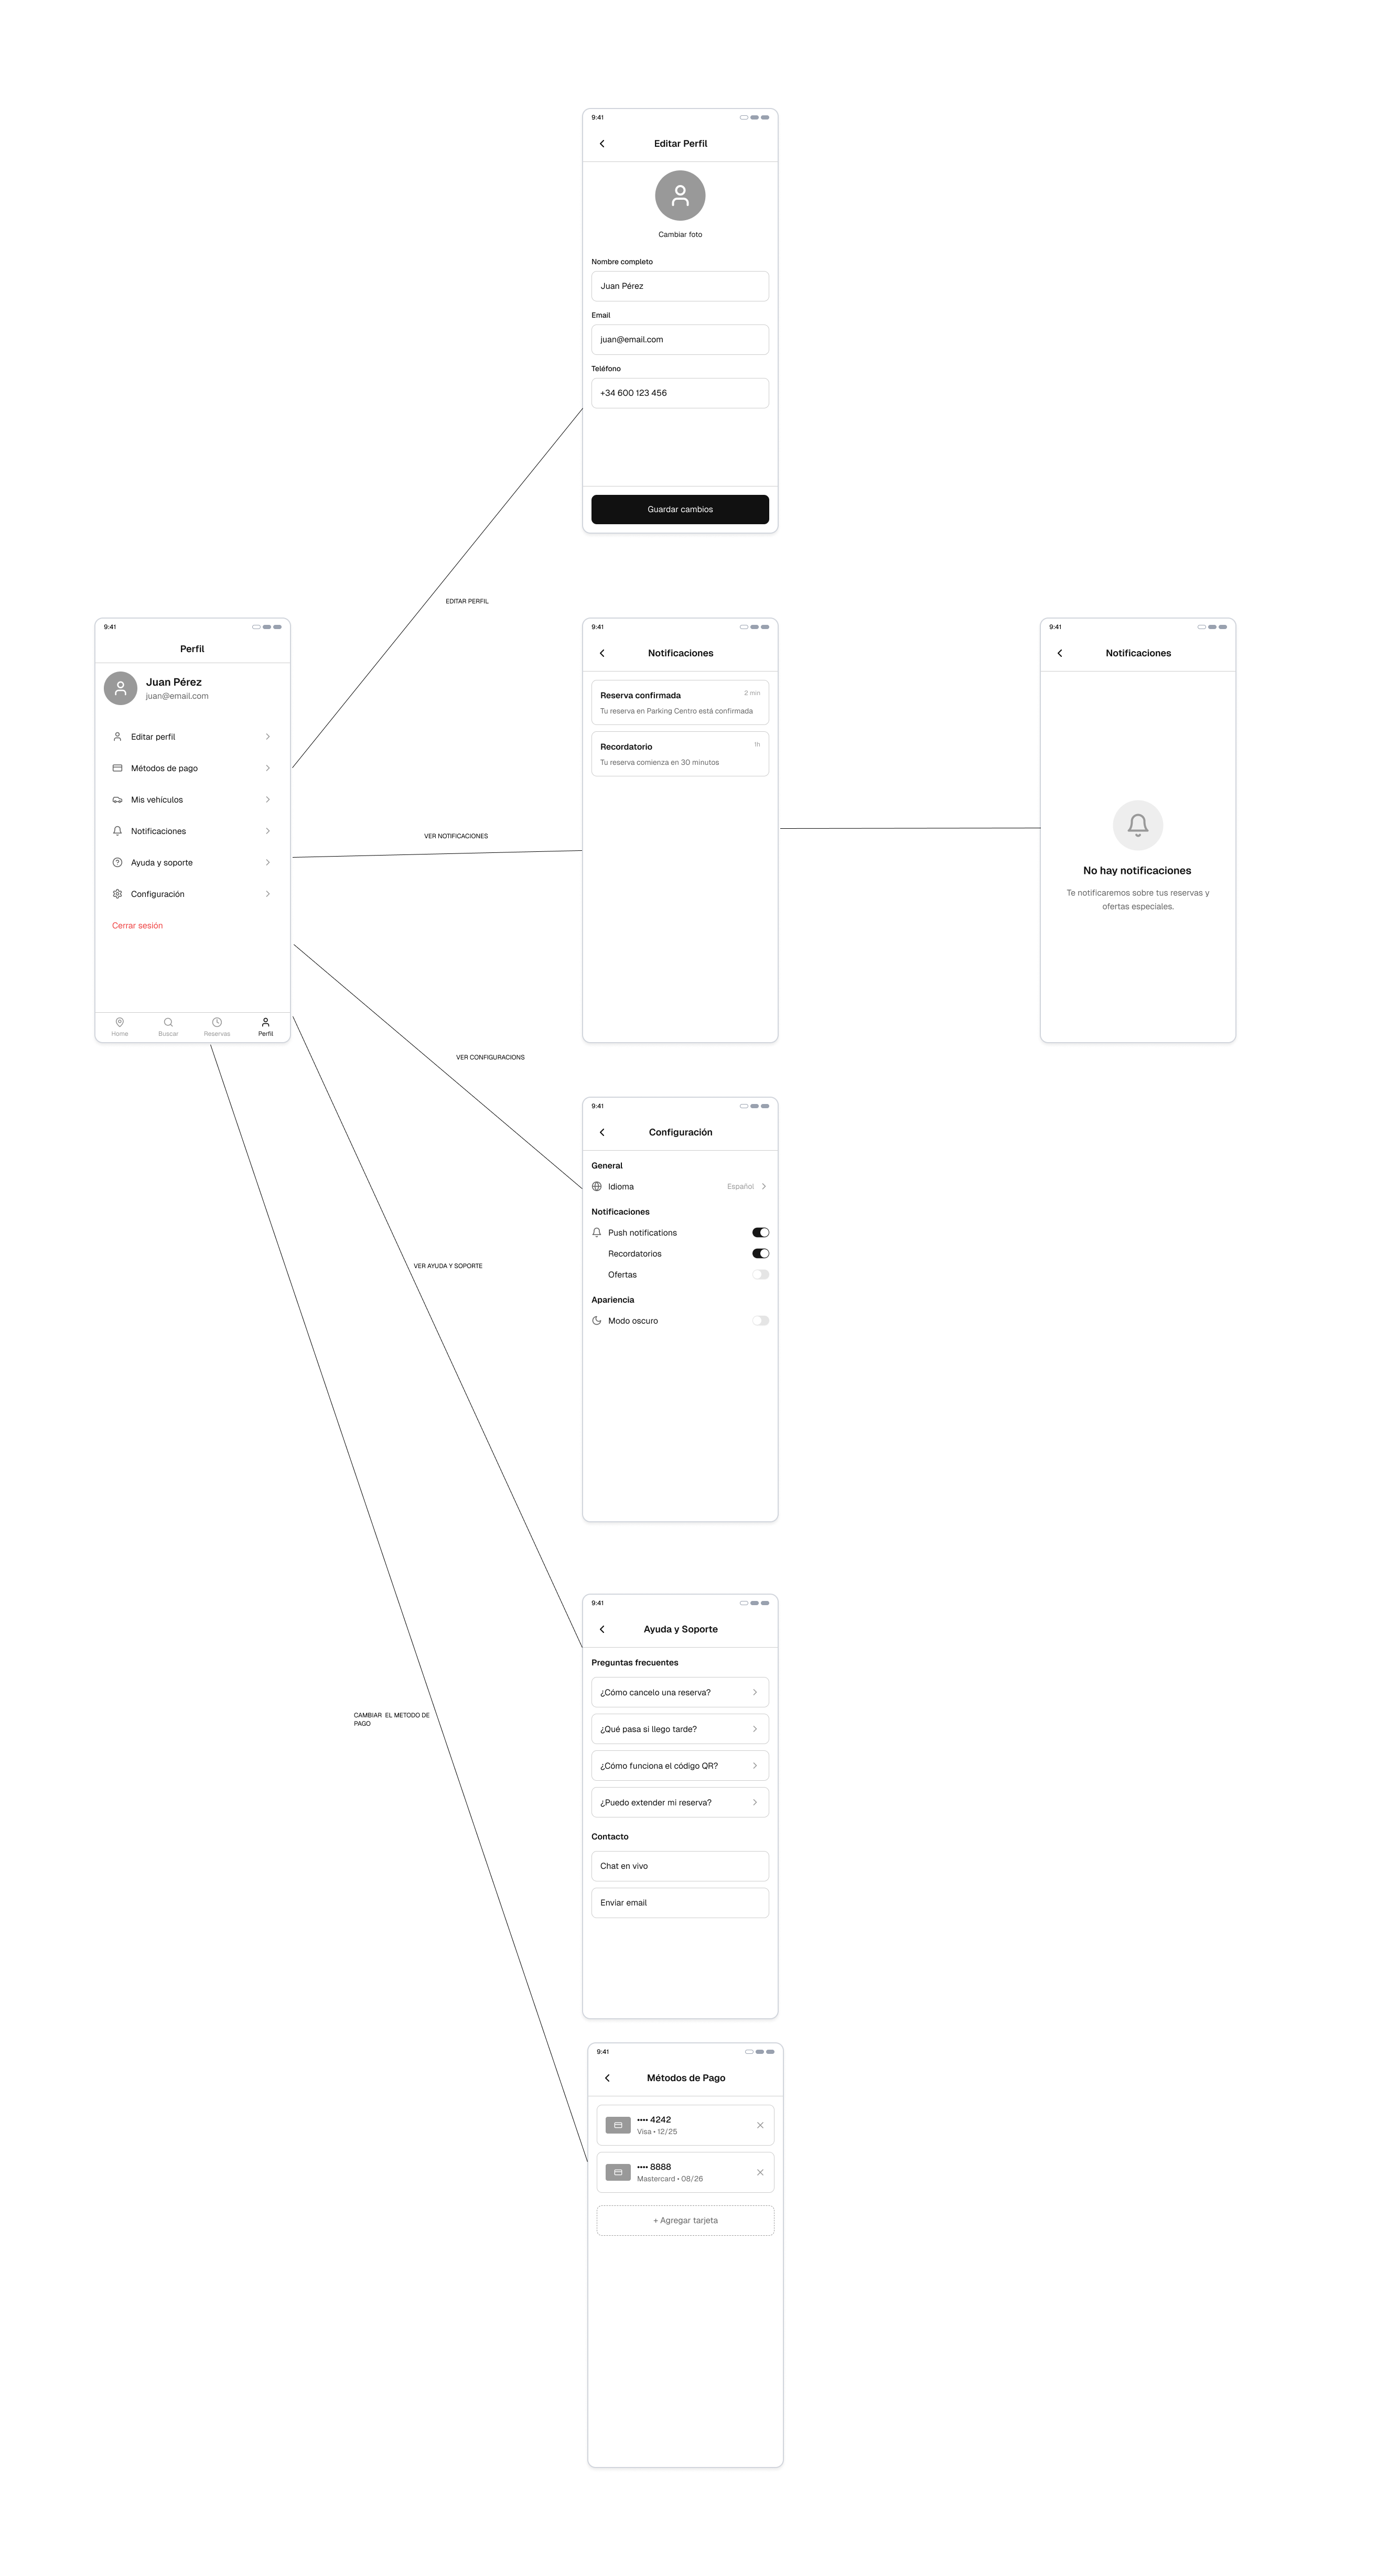 9:41
Editar Perfil
Cambiar foto
Nombre completo
Juan Pérez
Email
juan@email.com
Teléfono
+34 600 123 456
Guardar cambios
EDITAR PERFIL
9:41
Perfil
Juan Pérez
juan@email.com
Editar perfil
Métodos de pago
Mis vehículos
Notificaciones
Ayuda y soporte
Configuración
Cerrar sesión
Home
Buscar
Reservas
Perfil
VER NOTIFICACIONES
9:41
Notificaciones
Reserva confirmada
2 min
Tu reserva en Parking Centro está confirmada
Recordatorio
1h
Tu reserva comienza en 30 minutos
9:41
Notificaciones
No hay notificaciones
Te notificaremos sobre tus reservas y
ofertas especiales.
VER CONFIGURACIONS
9:41
Configuración
General
Idioma
Español
Notificaciones
Push notifications
Recordatorios
Ofertas
Apariencia
Modo oscuro
VER AYUDA Y SOPORTE
9:41
Ayuda y Soporte
Preguntas frecuentes
¿Cómo cancelo una reserva?
¿Qué pasa si llego tarde?
¿Cómo funciona el código QR?
¿Puedo extender mi reserva?
Contacto
Chat en vivo
Enviar email
CAMBIAR EL METODO DE
PAGO
9:41
Métodos de Pago
•••• 4242
Visa • 12/25
•••• 8888
Mastercard • 08/26
+ Agregar tarjeta